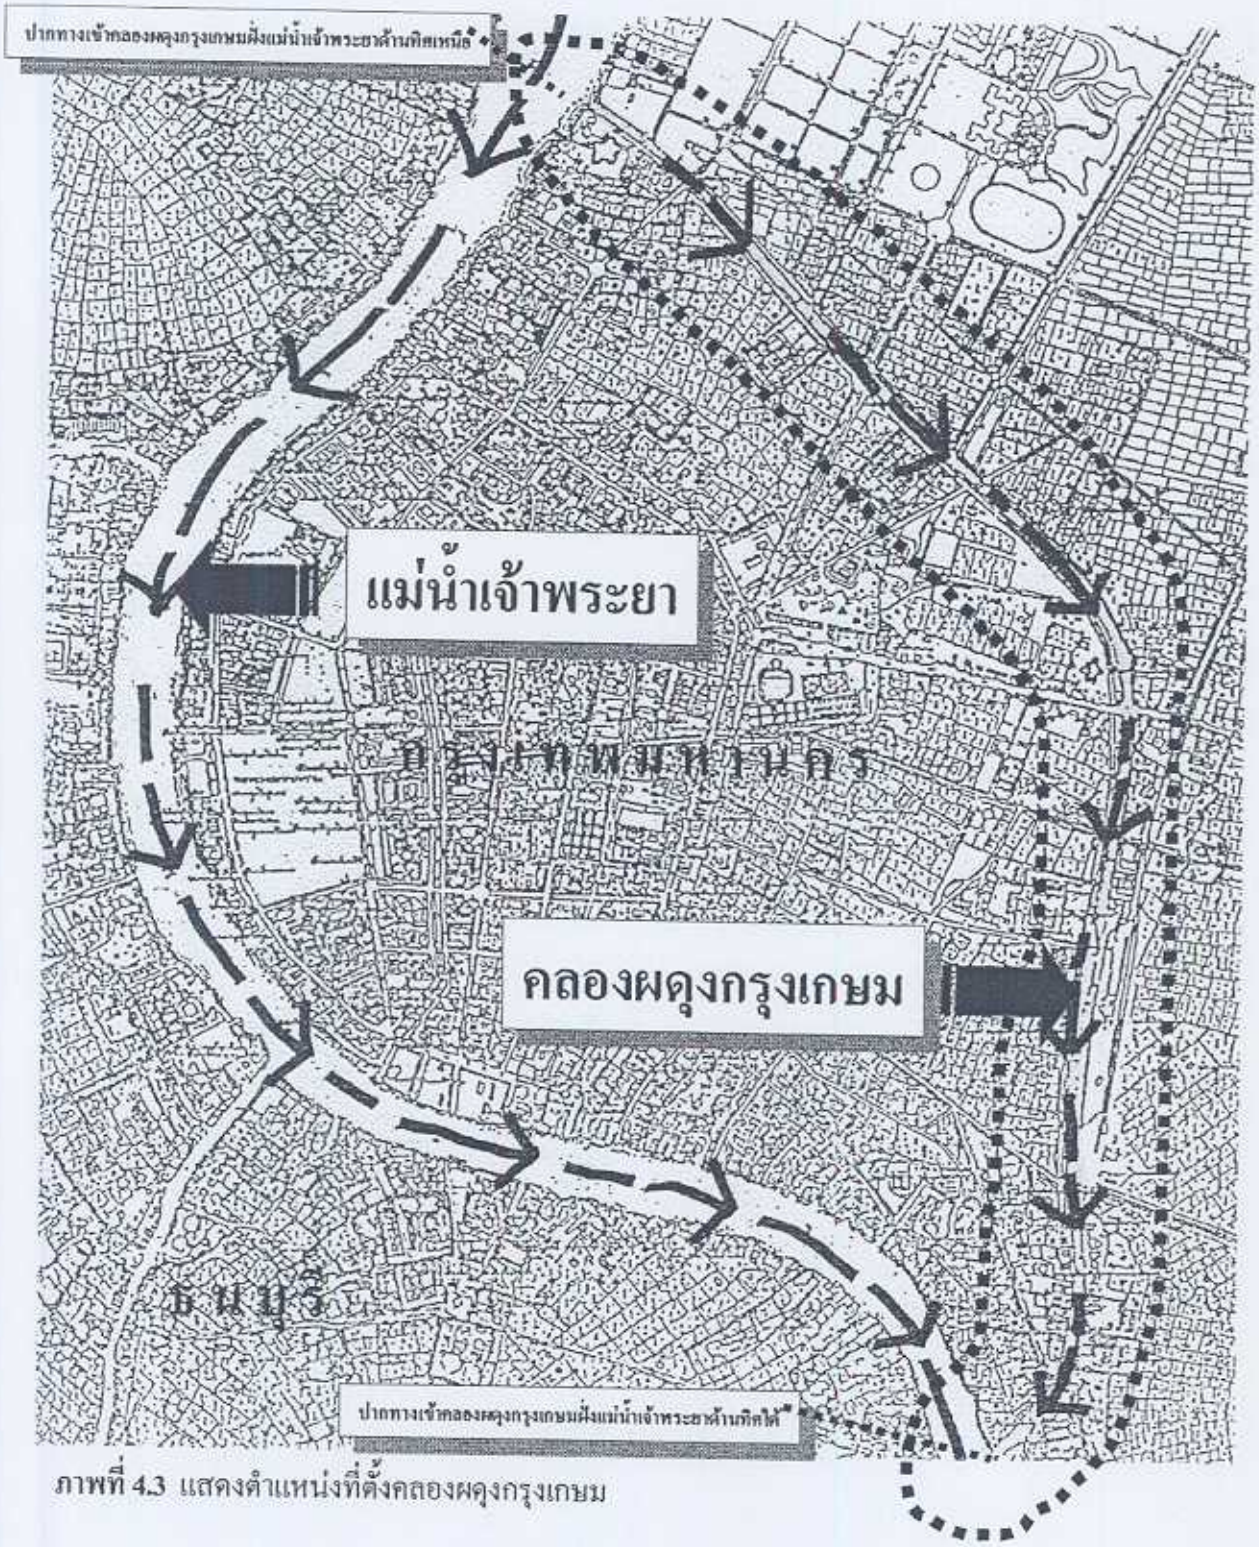 ปากทางเข้าคลองผดุงกรุงเกษมฝั่งแม่น้ำเจ้าพระยาด้านทิศเหนือ
แม่น้ำเจ้าพระยา
กรุงเทพมหานคร
คลองผดุงกรุงเกษม
ธนบุรี
ปากทางเข้าคลองผดุงกรุงเกษมฝั่งแม่น้ำเจ้าพระยาด้านทิศใต้
ภาพที่ 4.3 แสดงตำแหน่งที่ตั้งคลองผดุงกรุงเกษม